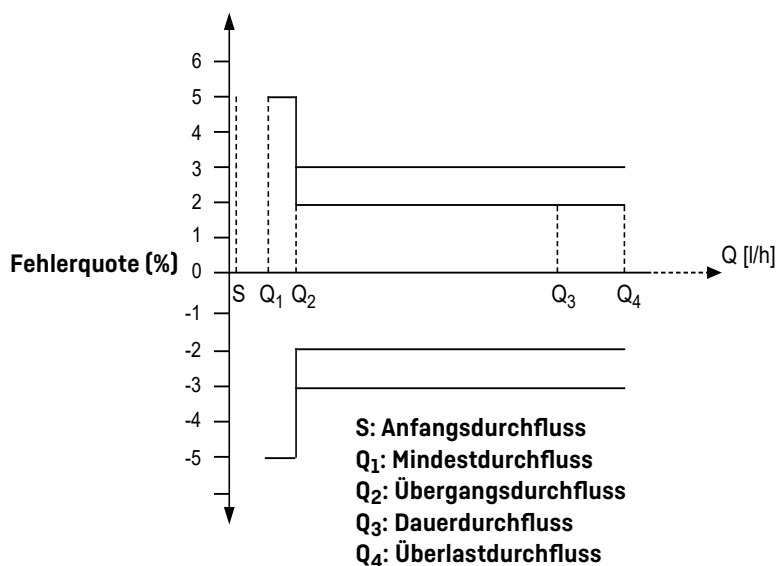 6
5
4
3
2
1
Fehlerquote (%) 0 Q [l/h]
S Q₁ Q₂ Q₃ Q₄
-1
-2
-3
-4
-5
S: Anfangsdurchfluss
Q₁: Mindestdurchfluss
Q₂: Übergangsdurchfluss
Q₃: Dauerdurchfluss
Q₄: Überlastdurchfluss